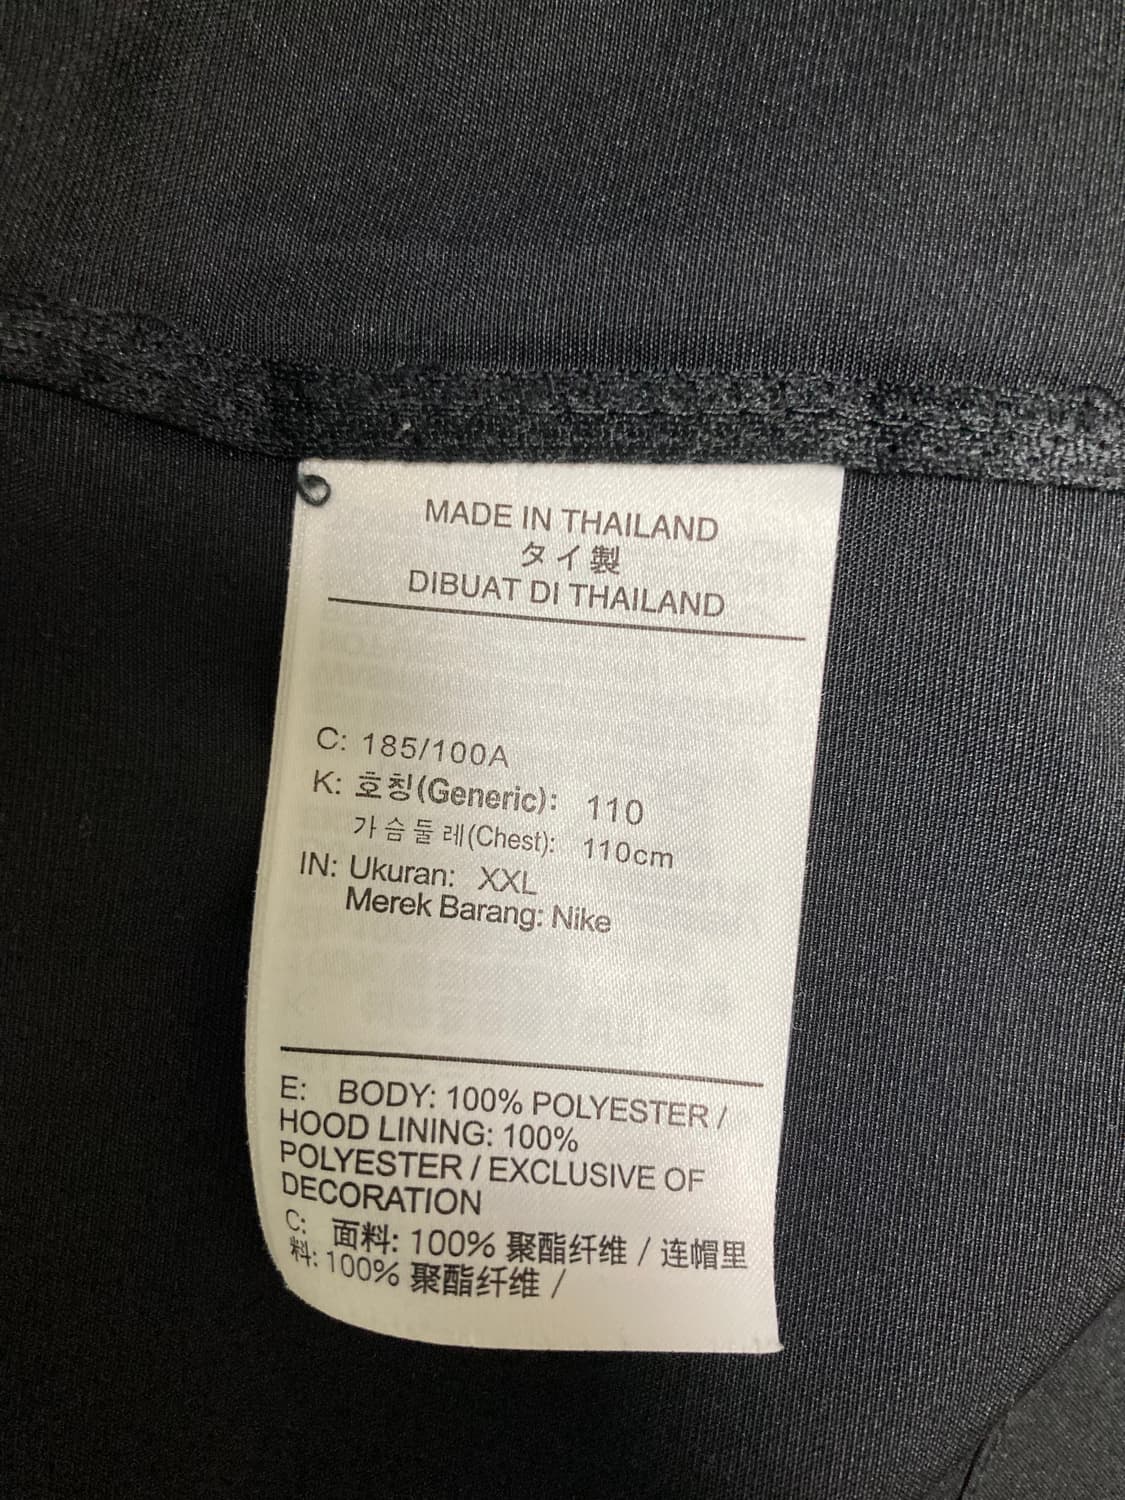 MADE IN THAILAND
タイ製
DIBUAT DI THAILAND
C: 185/100A
K: 호칭(Generic): 110
가슴둘레(Chest): 110cm
IN: Ukuran: XXL
Merek Barang: Nike
E: BODY: 100% POLYESTER /
HOOD LINING: 100%
POLYESTER / EXCLUSIVE OF
DECORATION
C: 面料: 100% 聚酯纤维 / 连帽里
料: 100% 聚酯纤维 /